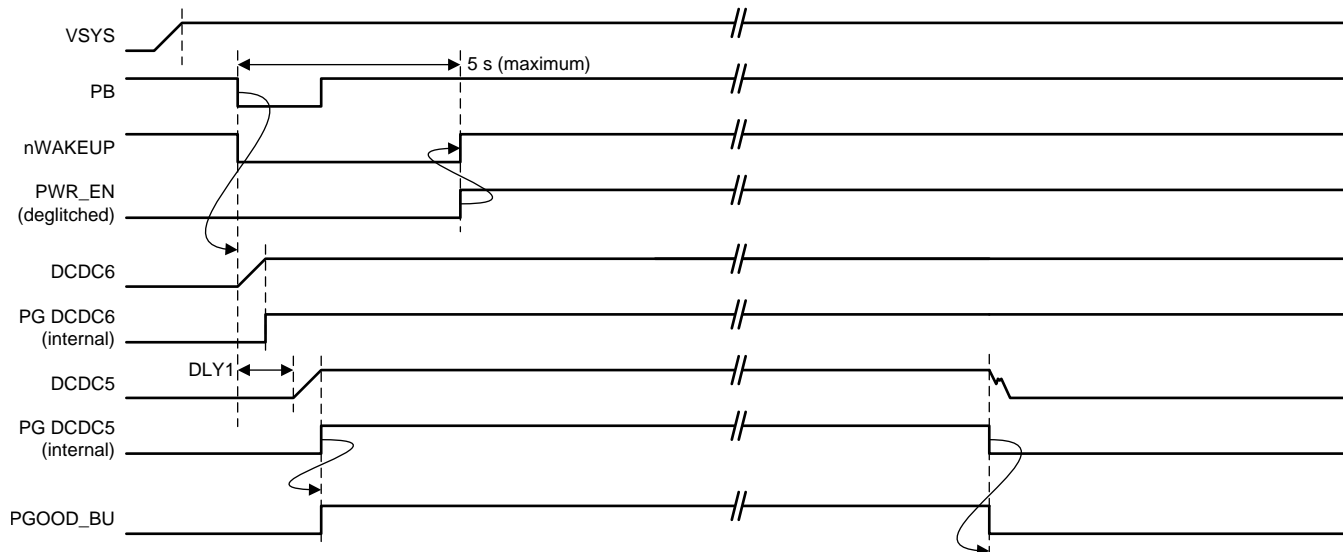 VSYS
5 s (maximum)
PB
nWAKEUP
PWR_EN
(deglitched)
DCDC6
PG DCDC6
(internal)
DLY1
DCDC5
PG DCDC5
(internal)
PGOOD_BU